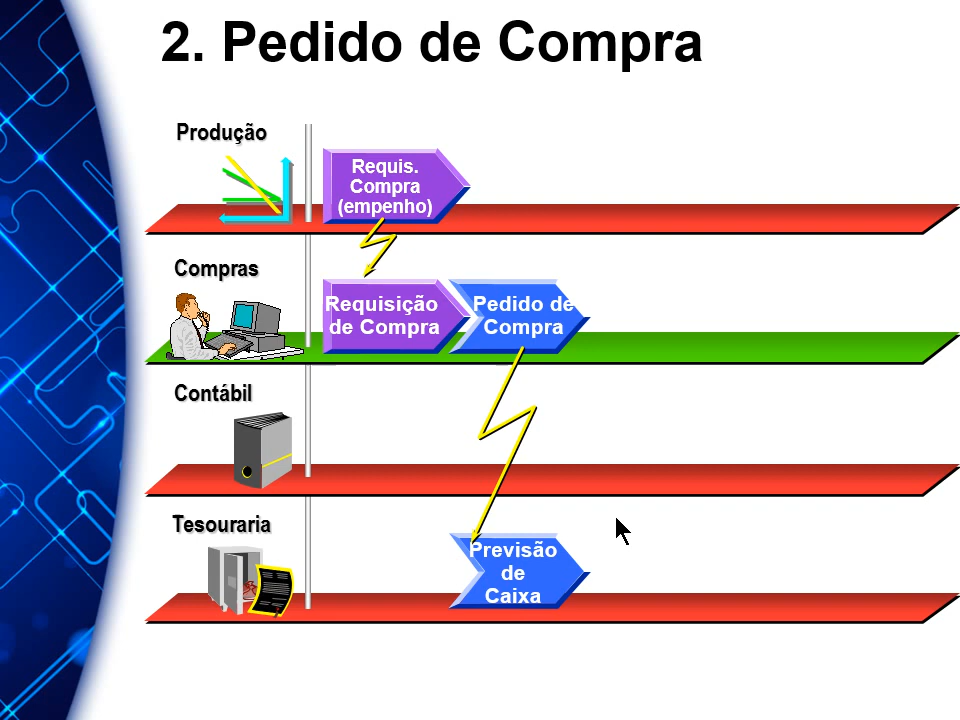 2. Pedido de Compra
Produção
Requis.
Compra
(empenho)
Compras
Requisição
de Compra
Pedido de
Compra
Contábil
Tesouraria
Previsão
de
Caixa